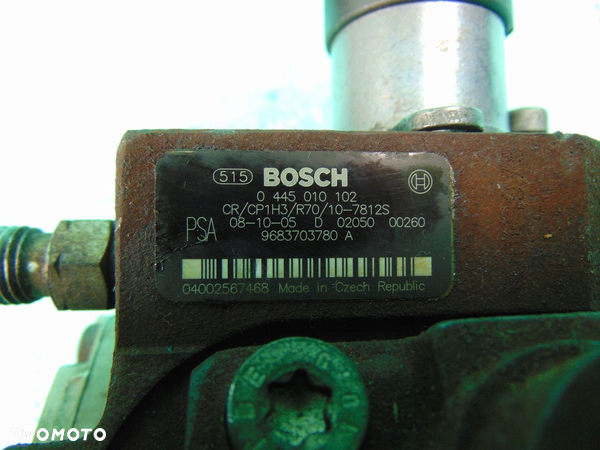 515 BOSCH
0 445 010 102
CR/CP1H3/R70/10-7812S
PSA 08-10-05 D 02050 00260
9683703780 A
04002567468 Made in Czech Republic
OTOMOTO